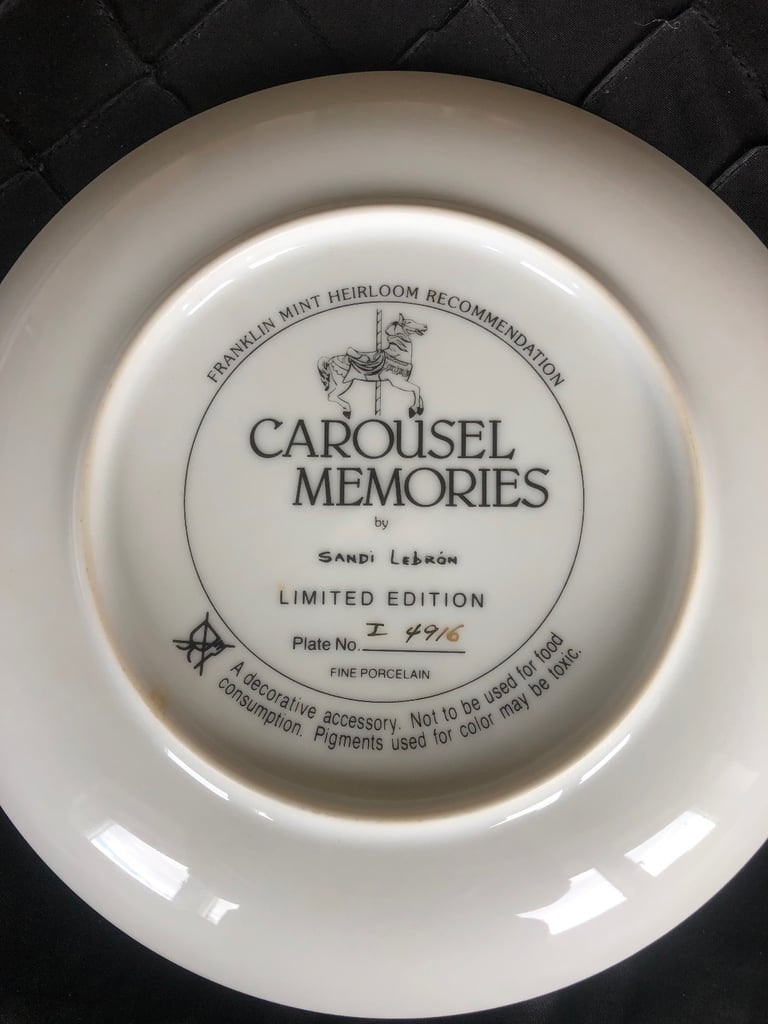 FRANKLIN MINT HEIRLOOM RECOMMENDATION
CAROUSEL
MEMORIES
by
SANDI LEBRÓN
LIMITED EDITION
Plate No. I 4916
FINE PORCELAIN
A decorative accessory. Not to be used for food
consumption. Pigments used for color may be toxic.